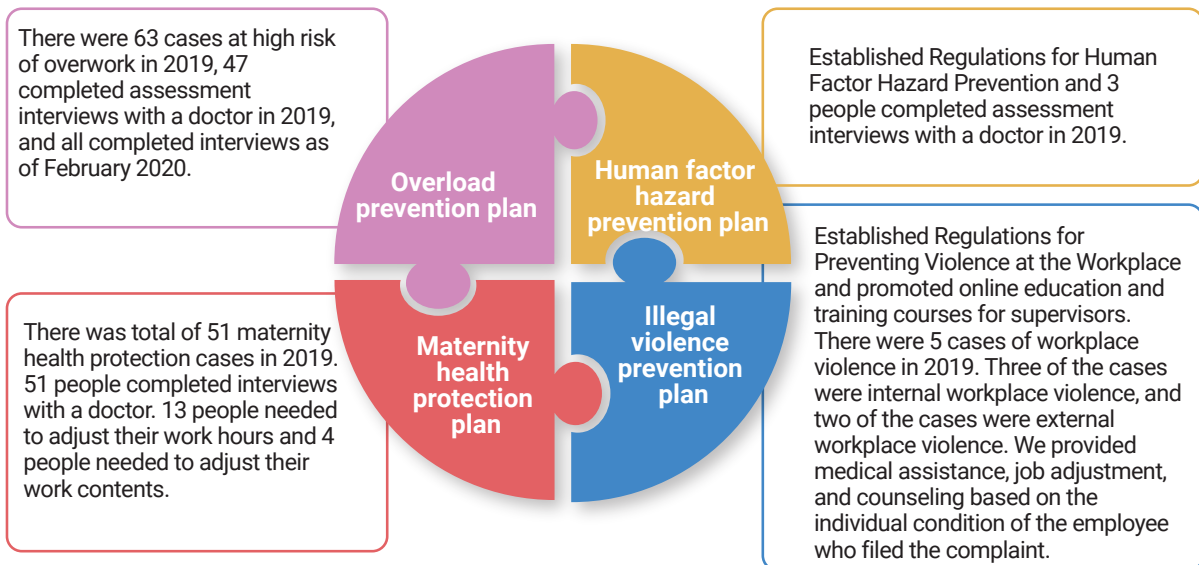 There were 63 cases at high risk
of overwork in 2019, 47
completed assessment
interviews with a doctor in 2019,
and all completed interviews as
of February 2020.
Overload
prevention plan
Human factor
hazard
prevention plan
Established Regulations for Human
Factor Hazard Prevention and 3
people completed assessment
interviews with a doctor in 2019.
There was total of 51 maternity
health protection cases in 2019.
51 people completed interviews
with a doctor. 13 people needed
to adjust their work hours and 4
people needed to adjust their
work contents.
Maternity
health
protection
plan
Illegal
violence
prevention
plan
Established Regulations for
Preventing Violence at the Workplace
and promoted online education and
training courses for supervisors.
There were 5 cases of workplace
violence in 2019. Three of the cases
were internal workplace violence, and
two of the cases were external
workplace violence. We provided
medical assistance, job adjustment,
and counseling based on the
individual condition of the employee
who filed the complaint.